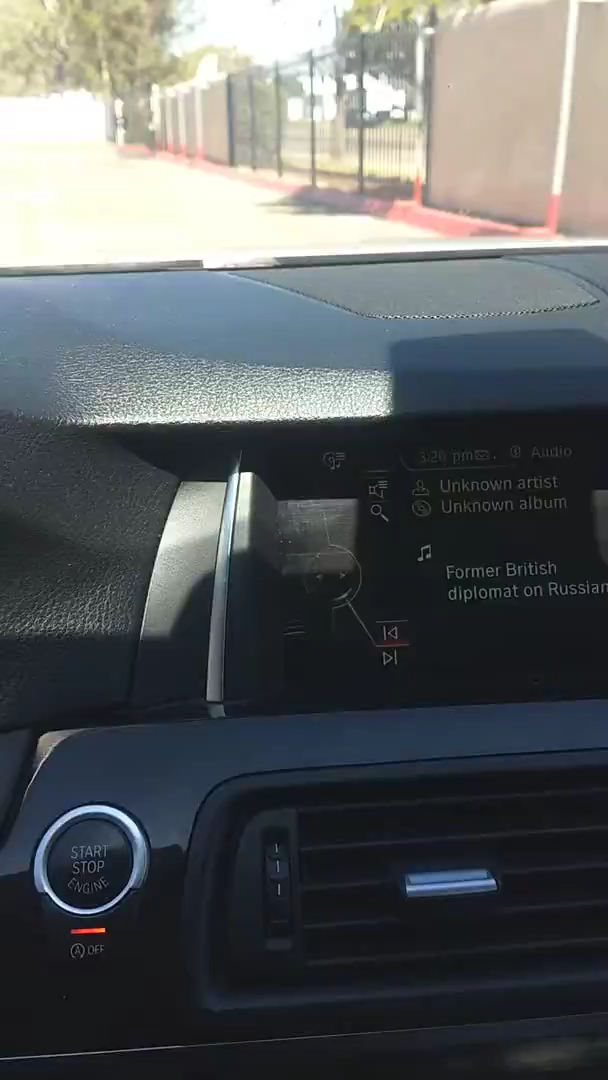 3:20 pm Audio
Unknown artist
Unknown album
Former British
diplomat on Russian
START
STOP
ENGINE
A OFF